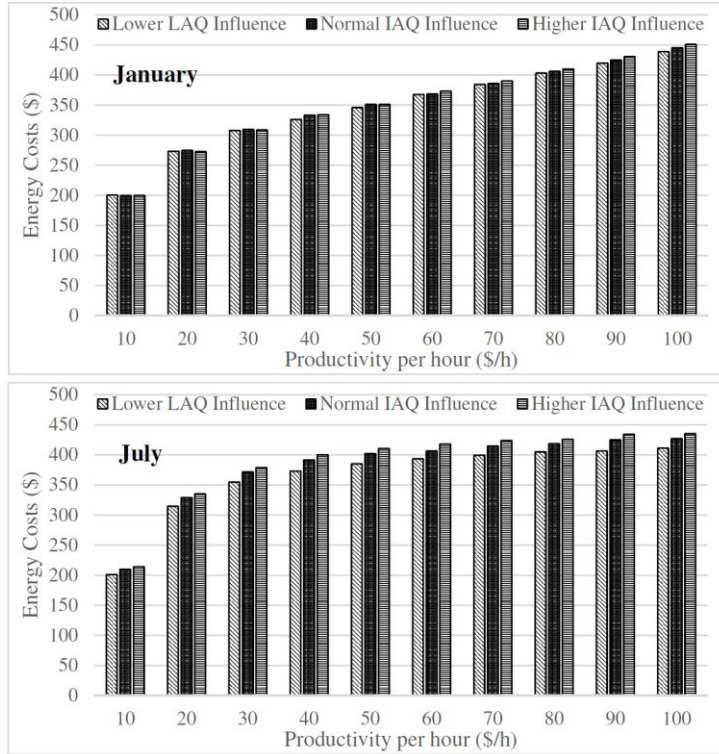 500
Lower LAQ Influence Normal IAQ Influence Higher IAQ Influence
450
400
January
350
300
250
200
150
100
50
0
Energy Costs ($)
10 20 30 40 50 60 70 80 90 100
Productivity per hour ($/h)
500
Lower LAQ Influence Normal IAQ Influence Higher IAQ Influence
450
400
July
350
300
250
200
150
100
50
0
Energy Costs ($)
10 20 30 40 50 60 70 80 90 100
Productivity per hour ($/h)